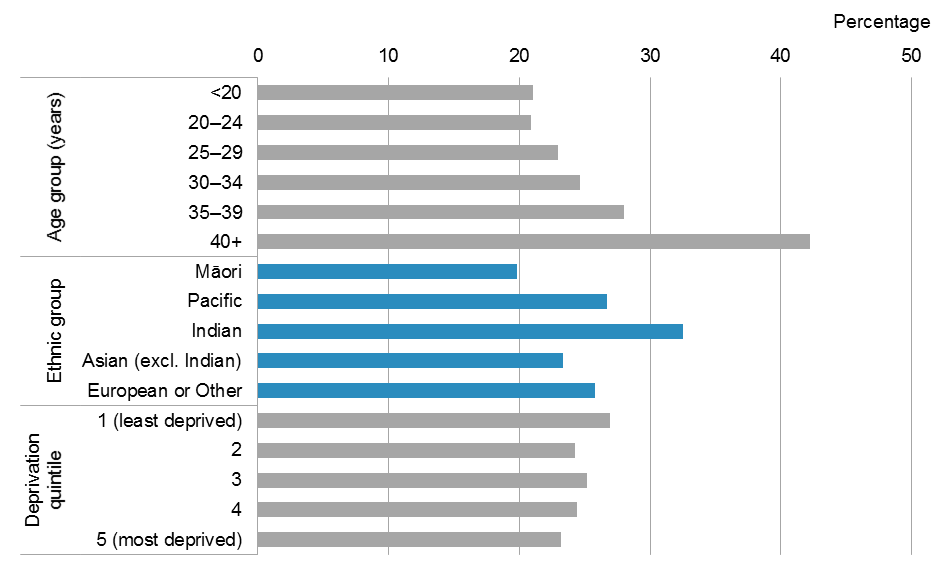 Percentage
0 10 20 30 40 50
Age group (years)
<20
20–24
25–29
30–34
35–39
40+
Ethnic group
Māori
Pacific
Indian
Asian (excl. Indian)
European or Other
Deprivation
quintile
1 (least deprived)
2
3
4
5 (most deprived)